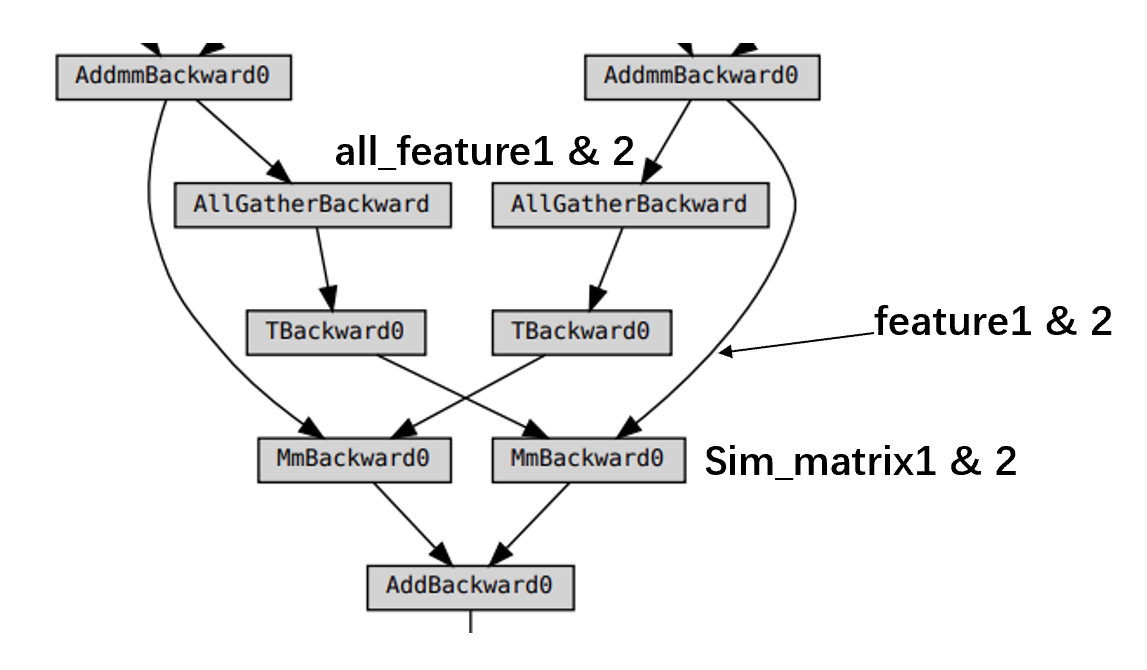 AddmmBackward0
AddmmBackward0
all_feature1 & 2
AllGatherBackward
AllGatherBackward
TBackward0
TBackward0
feature1 & 2
MmBackward0
MmBackward0
Sim_matrix1 & 2
AddBackward0